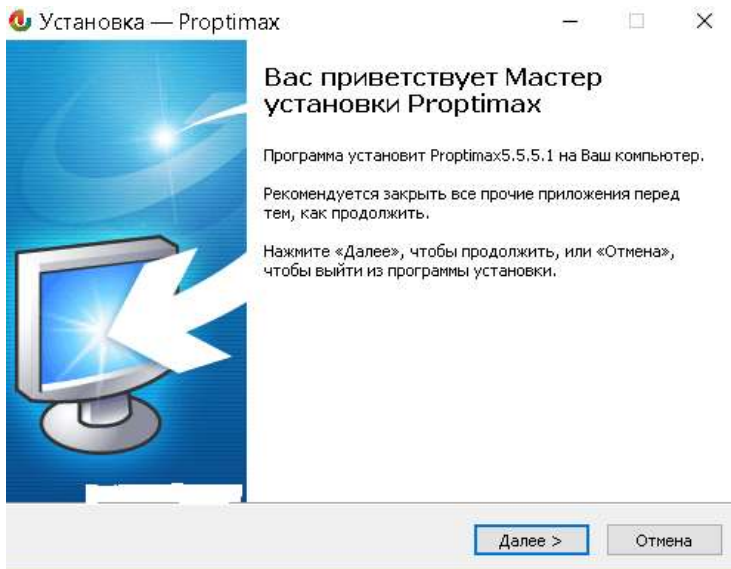 Установка — Proptimax
Вас приветствует Мастер
установки Proptimax
Программа установит Proptimax5.5.5.1 на Ваш компьютер.
Рекомендуется закрыть все прочие приложения перед
тем, как продолжить.
Нажмите «Далее», чтобы продолжить, или «Отмена»,
чтобы выйти из программы установки.
Далее >
Отмена